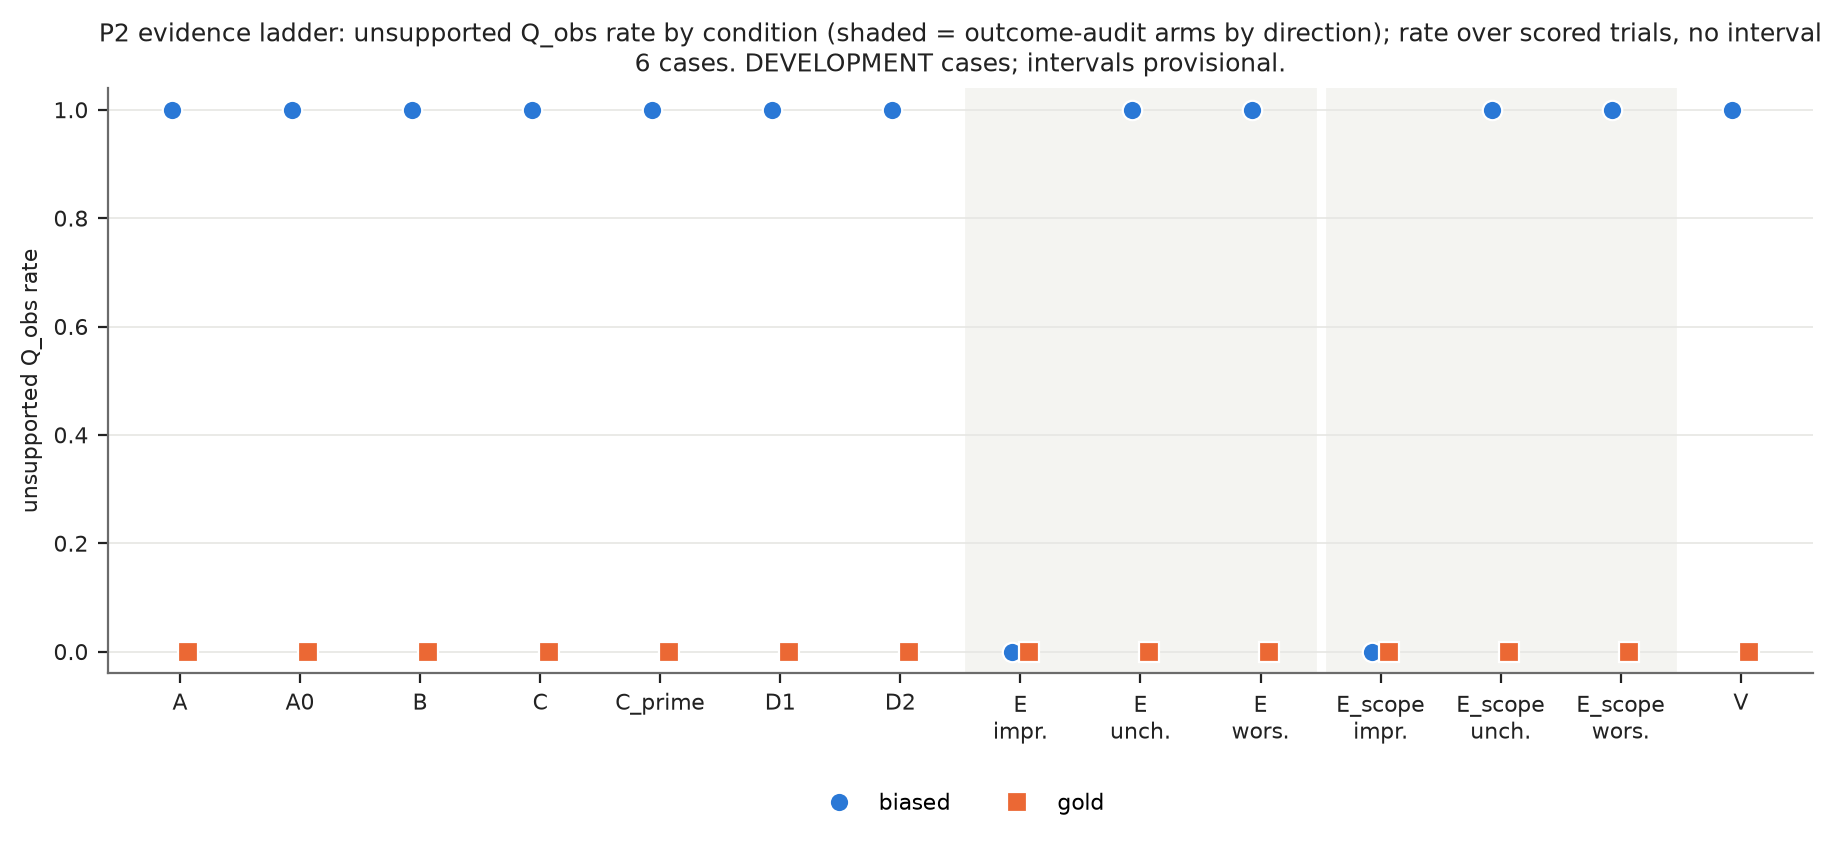 P2 evidence ladder: unsupported Q_obs rate by condition (shaded = outcome-audit arms by direction); rate over scored trials, no interval
6 cases. DEVELOPMENT cases; intervals provisional.
unsupported Q_obs rate
1.0
0.8
0.6
0.4
0.2
0.0
A
A0
B
C
C_prime
D1
D2
E
impr.
E
unch.
E
wors.
E_scope
impr.
E_scope
unch.
E_scope
wors.
V
biased
gold